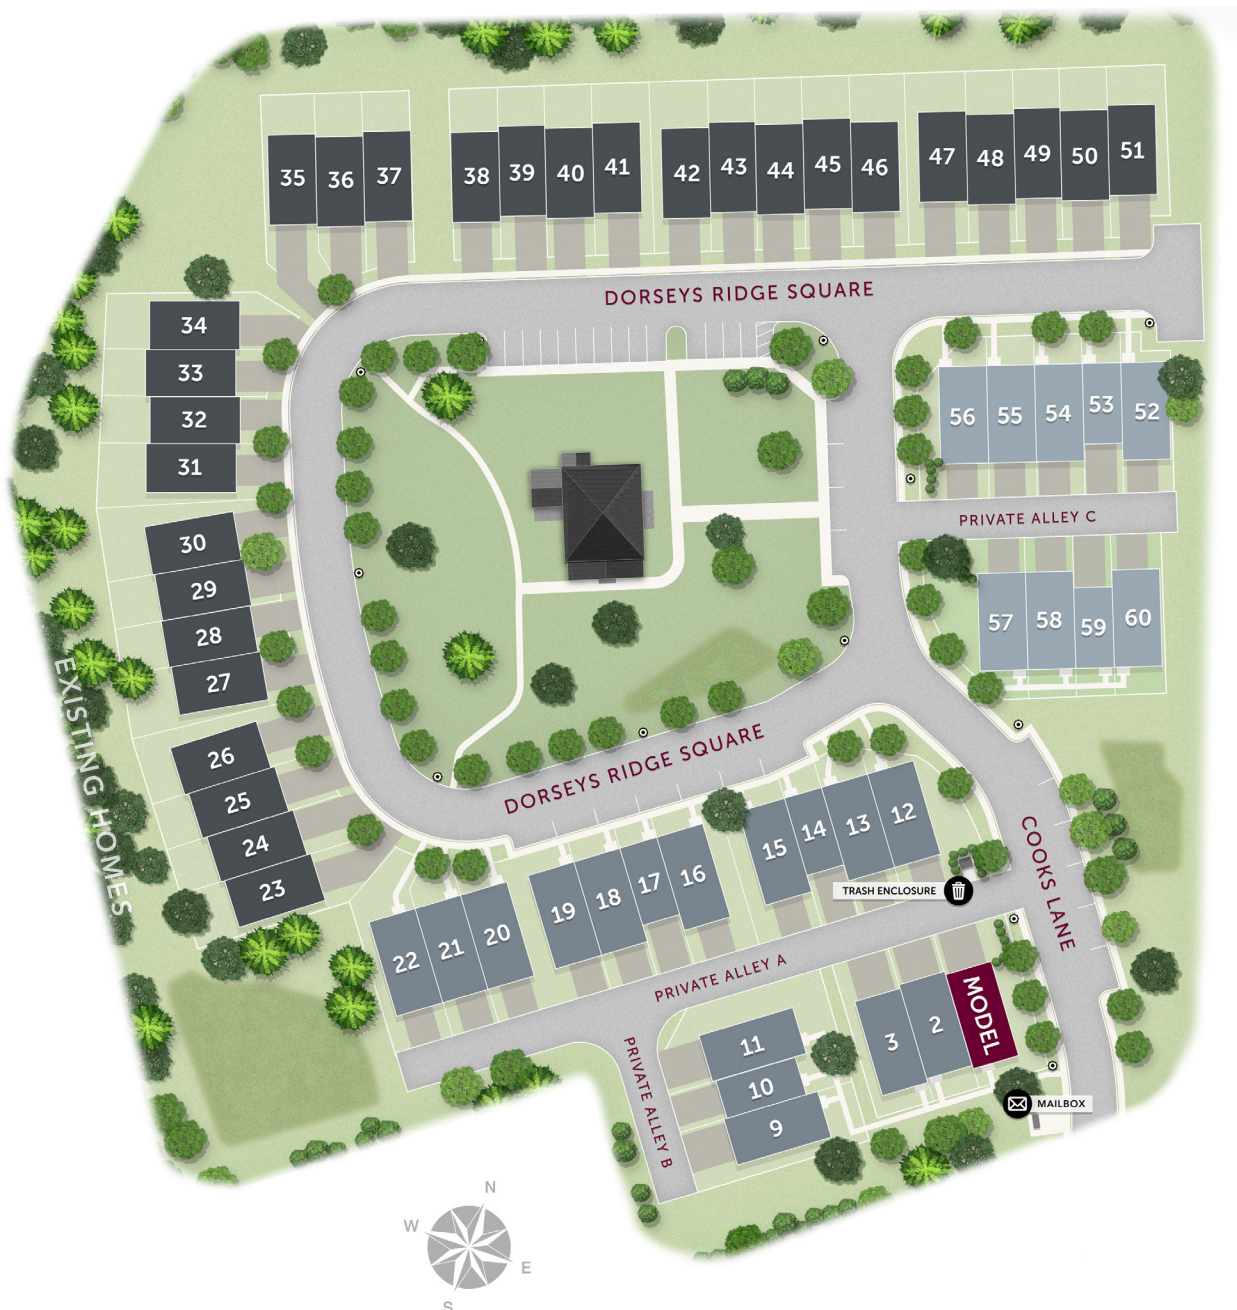 35 36 37 38 39 40 41 42 43 44 45 46 47 48 49 50 51
DORSEYS RIDGE SQUARE
34
33
32
31
56 55 54 53 52
PRIVATE ALLEY C
30
29
28
27
57 58 59 60
EXISTING HOMES
26
25
24
23
DORSEYS RIDGE SQUARE
15 14 13 12
COOKS LANE
TRASH ENCLOSURE
22 21 20 19 18 17 16
PRIVATE ALLEY A
3 2 MODEL
PRIVATE ALLEY B
11
10
9
MAILBOX
N
W
E
S